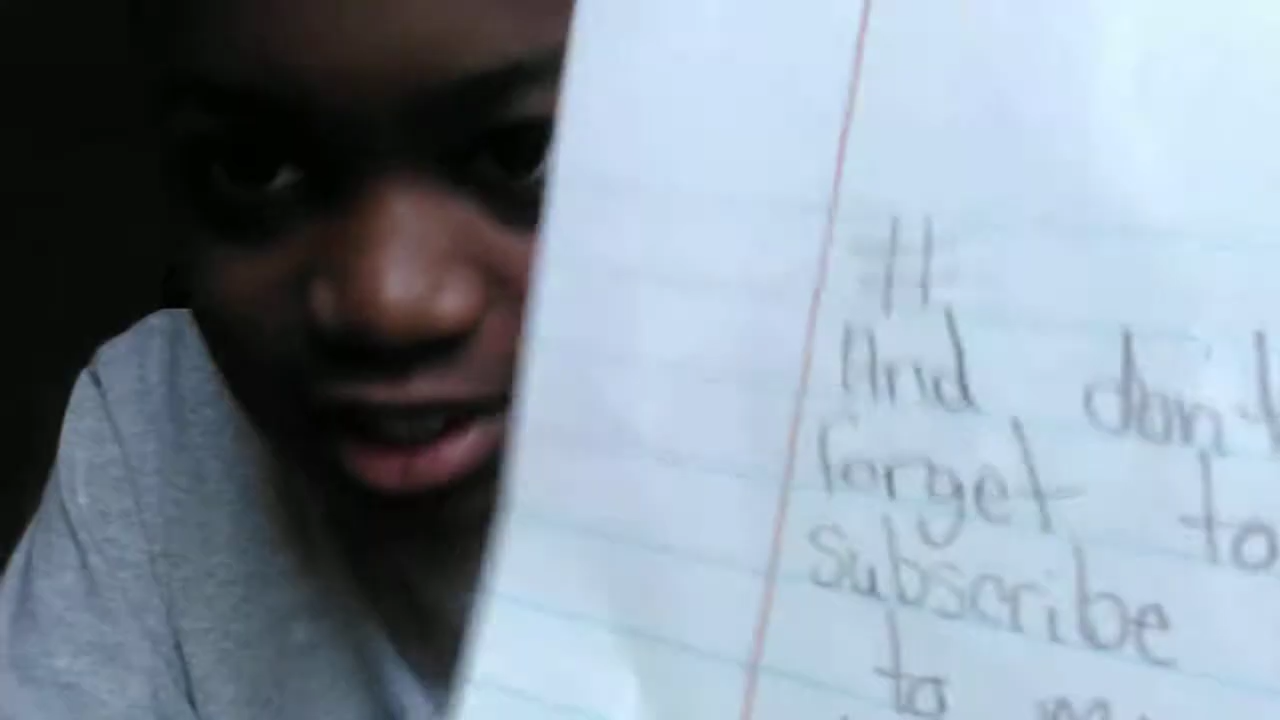 #
And don't
forget to
subscribe
to